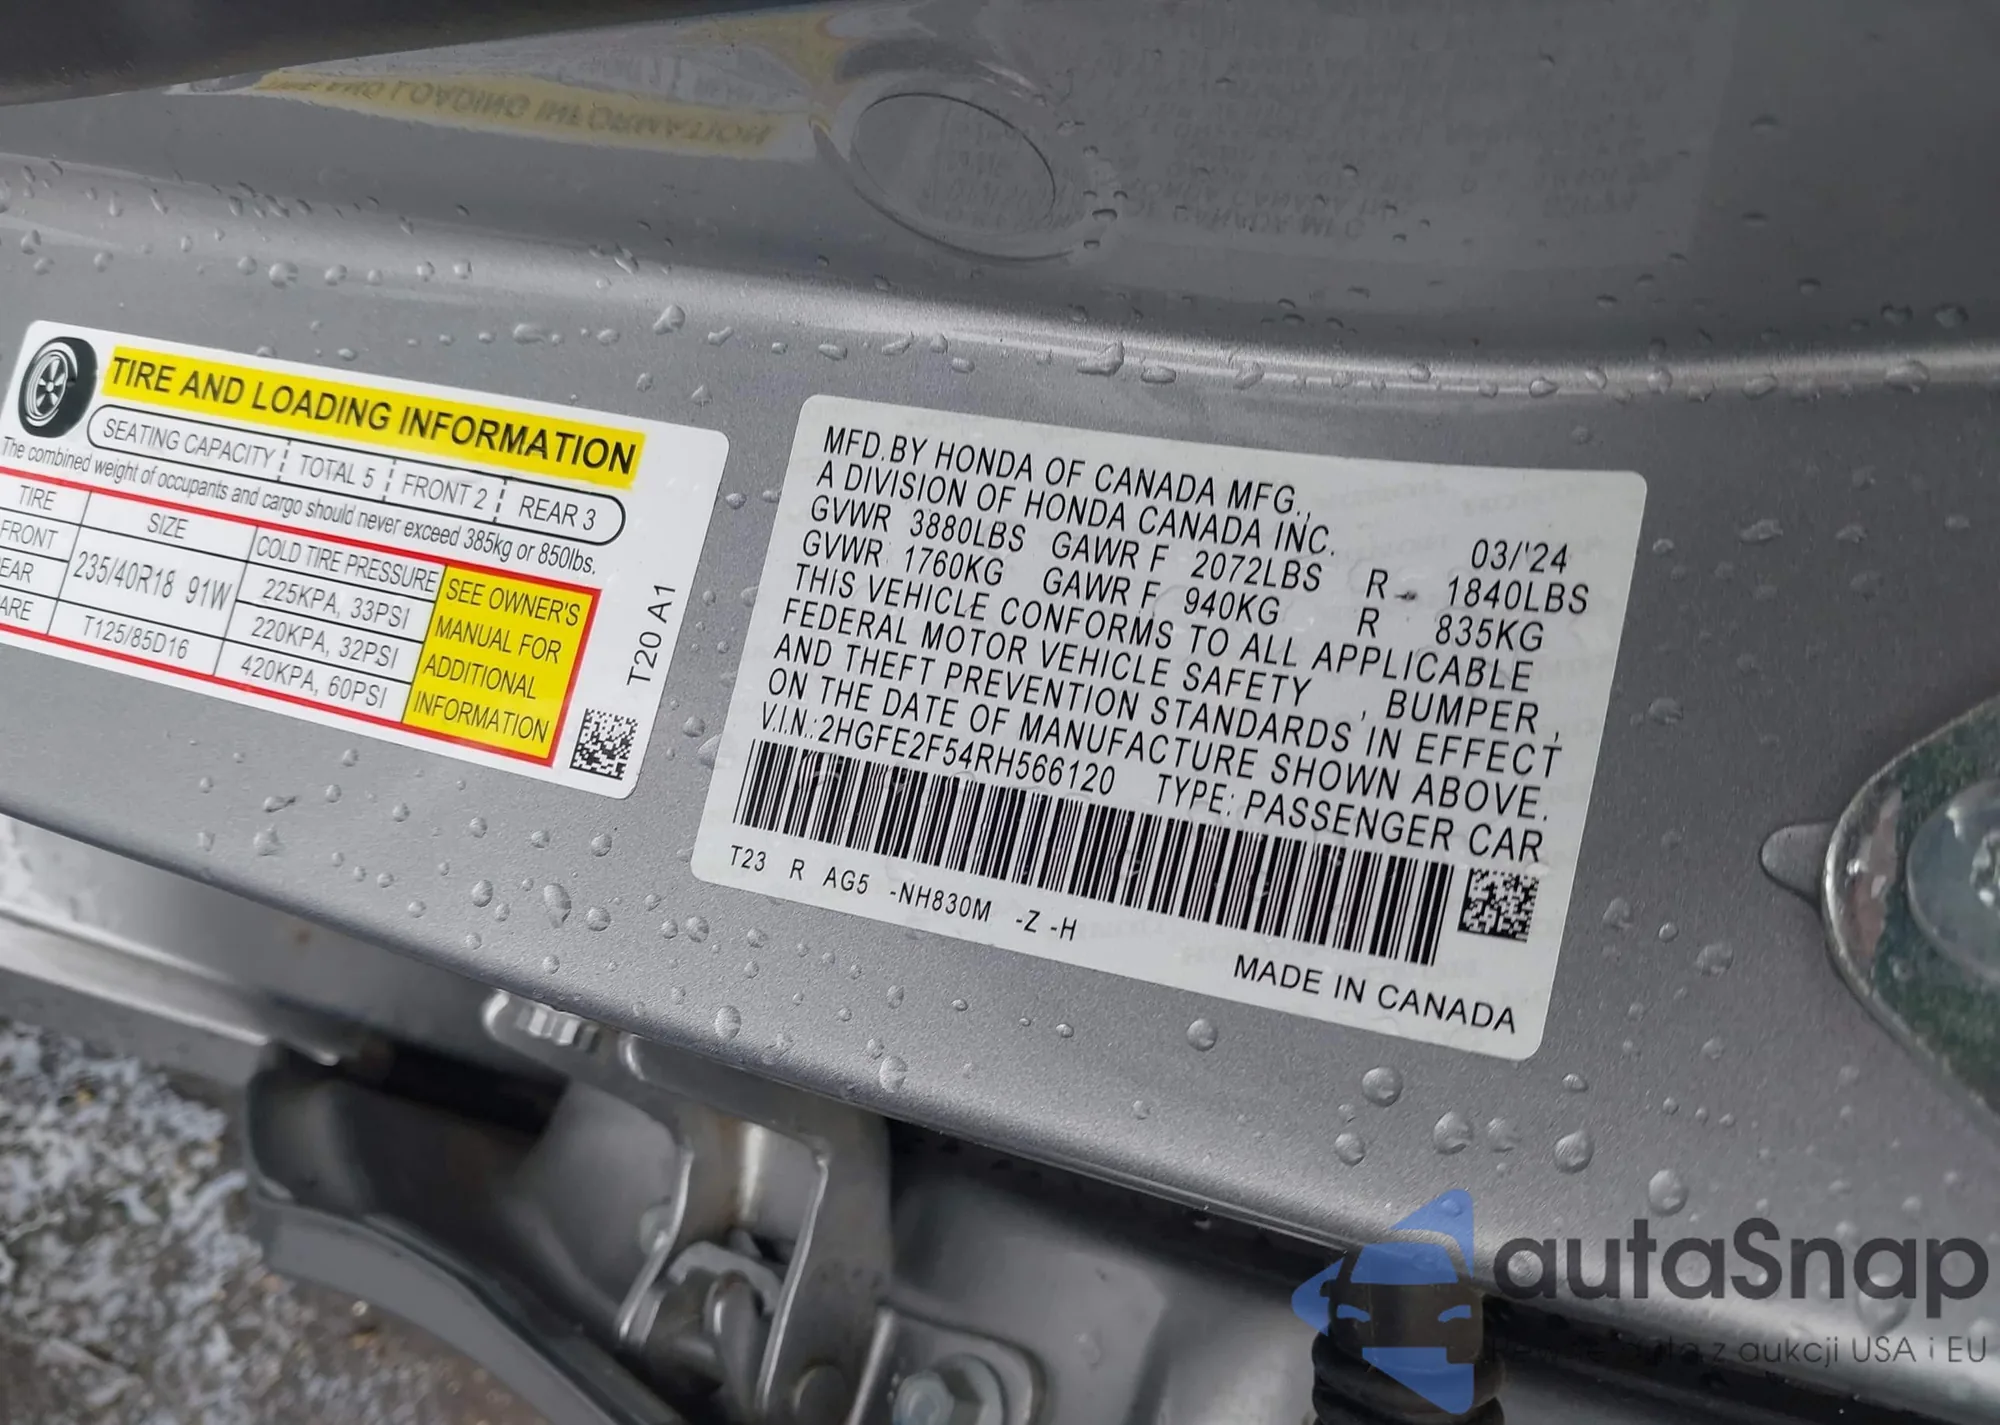 TIRE AND LOADING INFORMATION
SEATING CAPACITY TOTAL 5 FRONT 2 REAR 3
The combined weight of occupants and cargo should never exceed 385kg or 850lbs.
TIRE SIZE COLD TIRE PRESSURE
FRONT 235/40R18 91W 225KPA, 33PSI
EAR 220KPA, 32PSI
ARE T125/85D16 420KPA, 60PSI
SEE OWNER'S
MANUAL FOR
ADDITIONAL
INFORMATION
T20 A1
MFD.BY HONDA OF CANADA MFG.,
A DIVISION OF HONDA CANADA INC. 03/'24
GVWR 3880LBS GAWR F 2072LBS R 1840LBS
GVWR 1760KG GAWR F 940KG R 835KG
THIS VEHICLE CONFORMS TO ALL APPLICABLE
FEDERAL MOTOR VEHICLE SAFETY , BUMPER ,
AND THEFT PREVENTION STANDARDS IN EFFECT
ON THE DATE OF MANUFACTURE SHOWN ABOVE.
V.I.N.:2HGFE2F54RH566120 TYPE: PASSENGER CAR
T23 R AG5 -NH830M -Z -H
MADE IN CANADA
autaSnap
z aukcji USA i EU